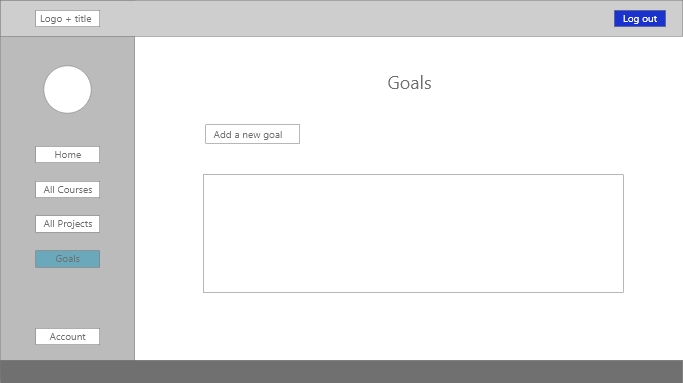 Logo + title
Log out
Goals
Add a new goal
Home
All Courses
All Projects
Goals
Account